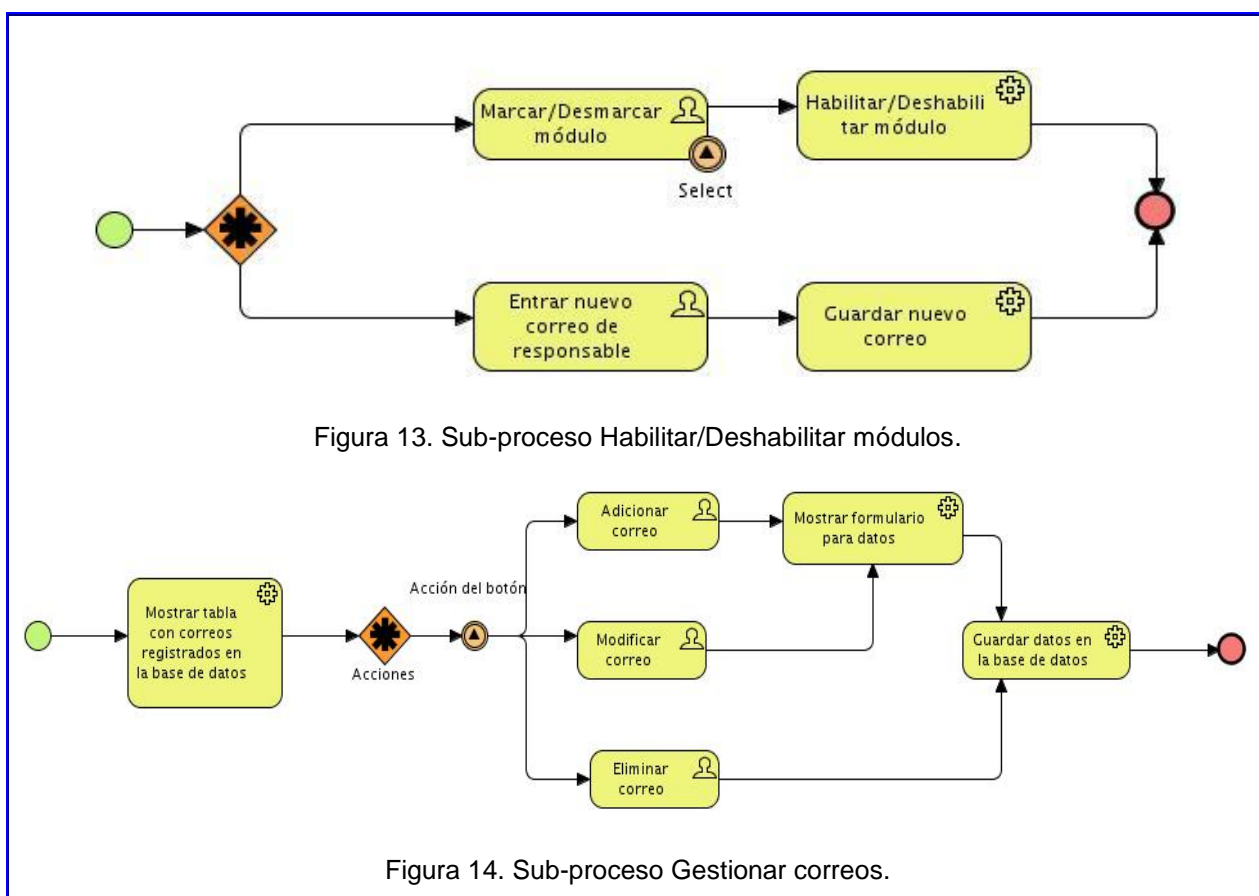 Marcar/Desmarcar
módulo
Select
Habilitar/Deshabili
tar módulo
Entrar nuevo
correo de
responsable
Guardar nuevo
correo
Figura 13. Sub-proceso Habilitar/Deshabilitar módulos.
Mostrar tabla
con correos
registrados en
la base de datos
Acciones
Acción del botón
Adicionar
correo
Mostrar formulario
para datos
Modificar
correo
Eliminar
correo
Guardar datos en
la base de datos
Figura 14. Sub-proceso Gestionar correos.